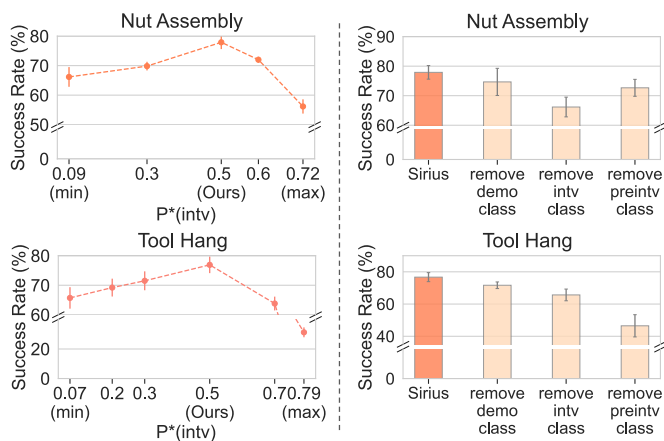 Nut Assembly
Success Rate (%)
80
70
60
50
0
0.09 0.3 0.5 0.6 0.72
(min) (Ours) (max)
P*(intv)
Nut Assembly
Success Rate (%)
90
80
70
60
0
Sirius remove remove remove
demo intv preintv
class class class
Tool Hang
Success Rate (%)
80
70
60
20
0
0.07 0.2 0.3 0.5 0.70 0.79
(min) (Ours) (max)
P*(intv)
Tool Hang
Success Rate (%)
80
60
40
0
Sirius remove remove remove
demo intv preintv
class class class